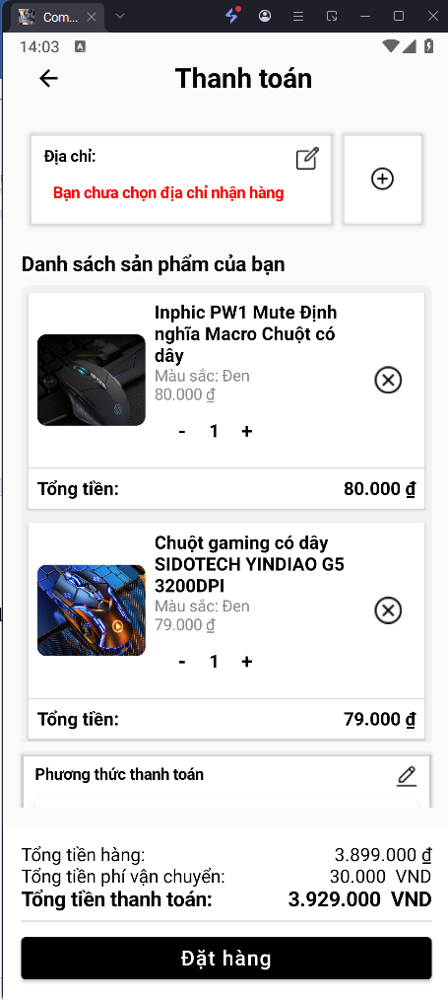 Com...
14:03
A
Thanh toán
Địa chỉ:
Bạn chưa chọn địa chỉ nhận hàng
Danh sách sản phẩm của bạn
Inphic PW1 Mute Định
nghĩa Macro Chuột có
dây
Màu sắc: Đen
80.000 ₫
- 1 +
Tổng tiền: 80.000 ₫
Chuột gaming có dây
SIDOTECH YINDIAO G5
3200DPI
Màu sắc: Đen
79.000 ₫
- 1 +
Tổng tiền: 79.000 ₫
Phương thức thanh toán
Tổng tiền hàng: 3.899.000 ₫
Tổng tiền phí vận chuyển: 30.000 VND
Tổng tiền thanh toán: 3.929.000 VND
Đặt hàng